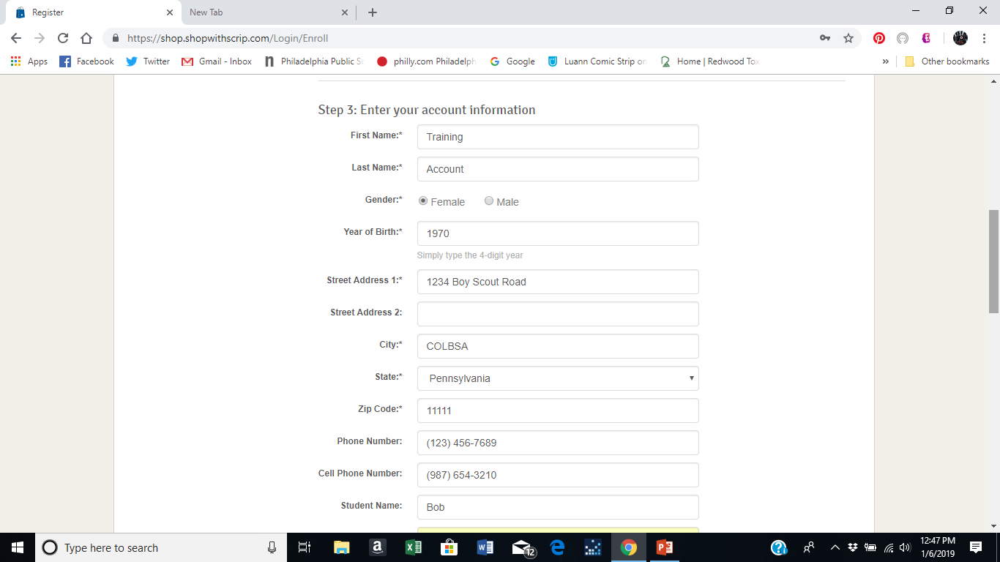 Register
New Tab
https://shop.shopwithscrip.com/Login/Enroll
Apps Facebook Twitter Gmail - Inbox Philadelphia Public Sc philly.com Philadelph Google Luann Comic Strip on Home | Redwood Tox » Other bookmarks
Step 3: Enter your account information
First Name:* Training
Last Name:* Account
Gender:* Female Male
Year of Birth:* 1970
Simply type the 4-digit year
Street Address 1:* 1234 Boy Scout Road
Street Address 2:
City:* COLBSA
State:* Pennsylvania
Zip Code:* 11111
Phone Number: (123) 456-7689
Cell Phone Number: (987) 654-3210
Student Name: Bob
Type here to search
12
12:47 PM
1/6/2019